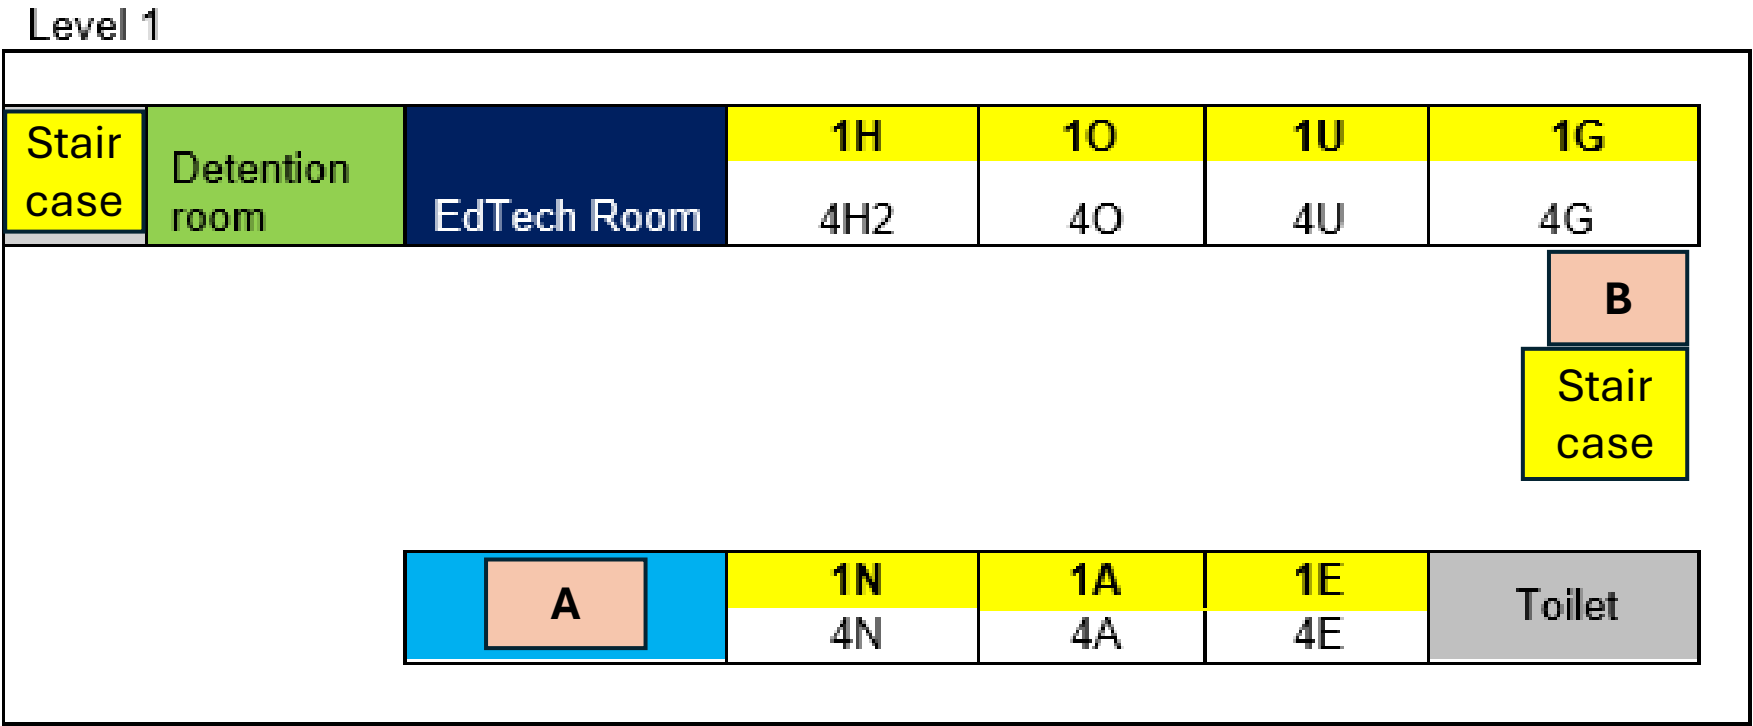 Level 1
Stair
case
Detention
room
EdTech Room
1H
4H2
1O
4O
1U
4U
1G
4G
B
Stair
case
A
1N
4N
1A
4A
1E
4E
Toilet